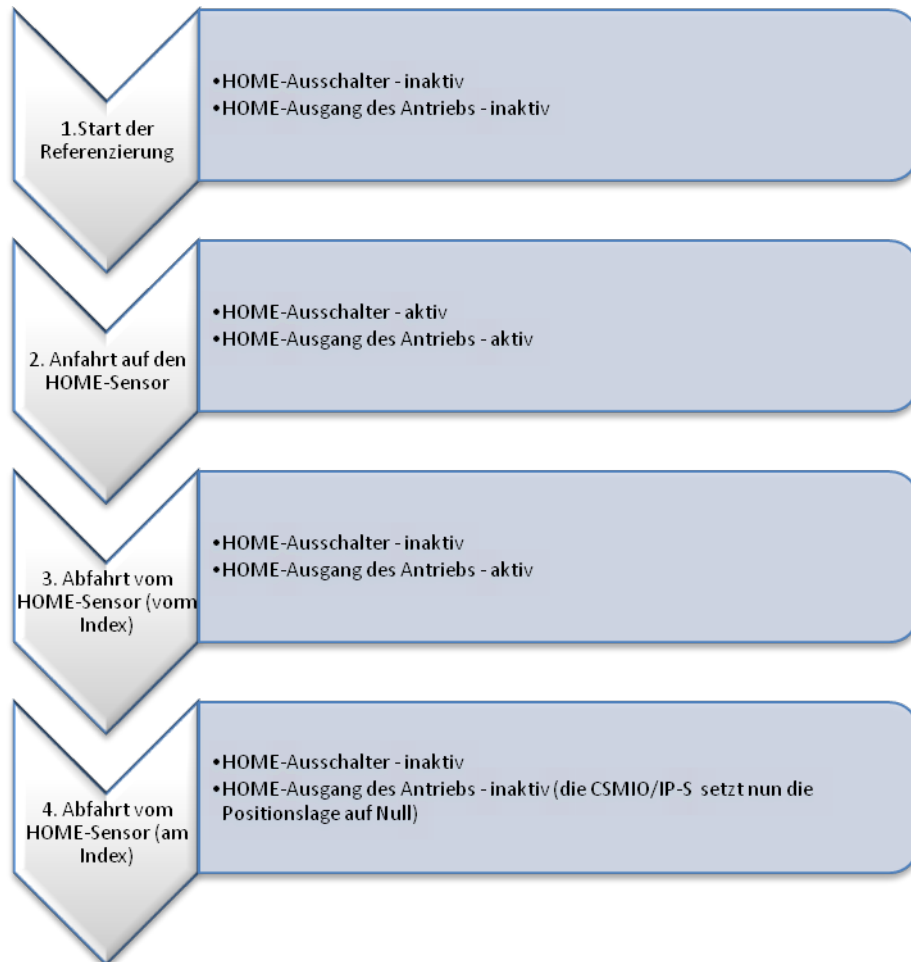 1.Start der
Referenzierung
•HOME-Ausschalter - inaktiv
•HOME-Ausgang des Antriebs - inaktiv
2. Anfahrt auf den
HOME-Sensor
•HOME-Ausschalter - aktiv
•HOME-Ausgang des Antriebs - aktiv
3. Abfahrt vom
HOME-Sensor (vorm
Index)
•HOME-Ausschalter - inaktiv
•HOME-Ausgang des Antriebs - aktiv
4. Abfahrt vom
HOME-Sensor (am
Index)
•HOME-Ausschalter - inaktiv
•HOME-Ausgang des Antriebs - inaktiv (die CSMIO/IP-S setzt nun die
Positionslage auf Null)